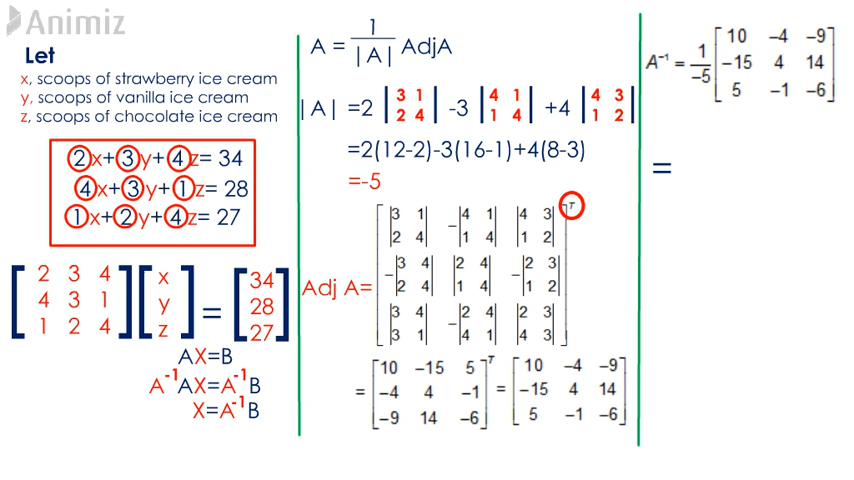 Animiz
Let
x, scoops of strawberry ice cream
y, scoops of vanilla ice cream
z, scoops of chocolate ice cream
2x+3y+4z= 34
4x+3y+1z= 28
1x+2y+4z= 27
[2 3 4] [x] = [34]
[4 3 1] [y] [28]
[1 2 4] [z] [27]
AX=B
A⁻¹AX=A⁻¹B
X=A⁻¹B
A = 1/|A| AdjA
|A| =2 |3 1; 2 4| -3 |4 1; 1 4| +4 |4 3; 1 2|
=2(12-2)-3(16-1)+4(8-3)
=-5
Adj A= [|3 1; 2 4| -|4 1; 1 4| |4 3; 1 2|]ᵀ
[-|3 4; 2 4| |2 4; 1 4| -|2 3; 1 2|]
[|3 4; 3 1| -|2 4; 4 1| |2 3; 4 3|]
= [10 -15 5]ᵀ = [10 -4 -9]
[-4 4 -1] [-15 4 14]
[-9 14 -6] [5 -1 -6]
A⁻¹ = 1/-5 [10 -4 -9]
[-15 4 14]
[5 -1 -6]
=